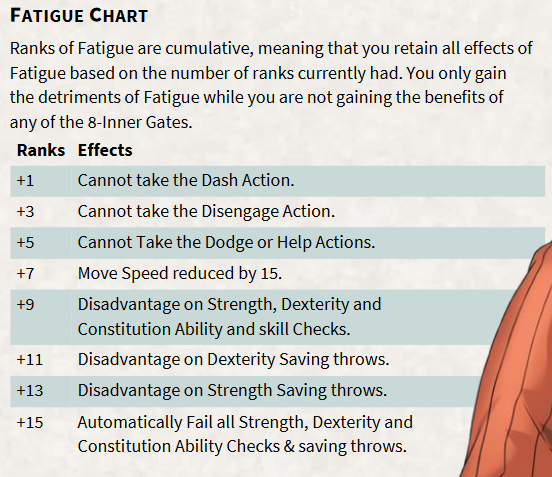 FATIGUE CHART
Ranks of Fatigue are cumulative, meaning that you retain all effects of
Fatigue based on the number of ranks currently had. You only gain
the detriments of Fatigue while you are not gaining the benefits of
any of the 8-Inner Gates.
Ranks Effects
+1 Cannot take the Dash Action.
+3 Cannot take the Disengage Action.
+5 Cannot Take the Dodge or Help Actions.
+7 Move Speed reduced by 15.
+9 Disadvantage on Strength, Dexterity and
Constitution Ability and skill Checks.
+11 Disadvantage on Dexterity Saving throws.
+13 Disadvantage on Strength Saving throws.
+15 Automatically Fail all Strength, Dexterity and
Constitution Ability Checks & saving throws.